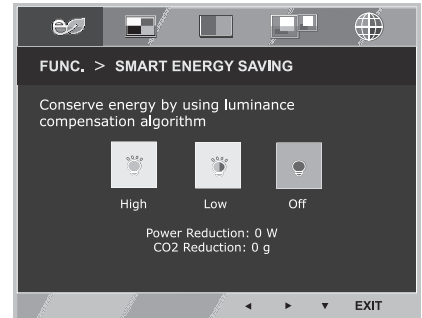 FUNC. > SMART ENERGY SAVING
Conserve energy by using luminance
compensation algorithm
High Low Off
Power Reduction: 0 W
CO2 Reduction: 0 g
◄ ► ▼ EXIT